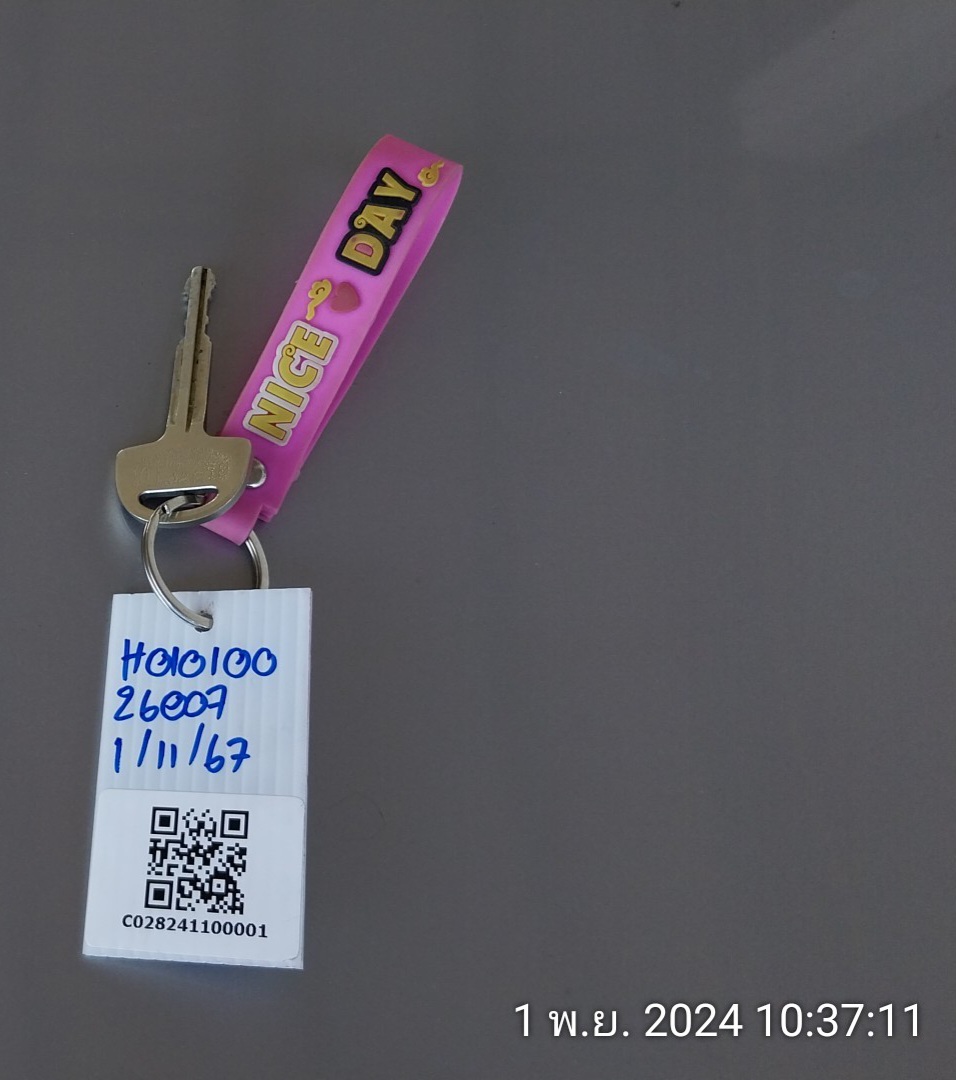 NICE DAY
H010100
26007
1/11/67
C028241100001
1 พ.ย. 2024 10:37:11